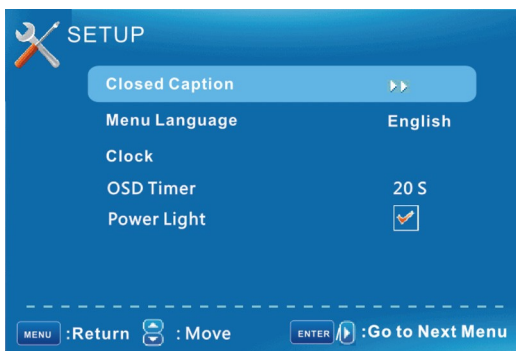 SETUP
Closed Caption
Menu Language English
Clock
OSD Timer 20 S
Power Light
MENU :Return : Move ENTER / :Go to Next Menu